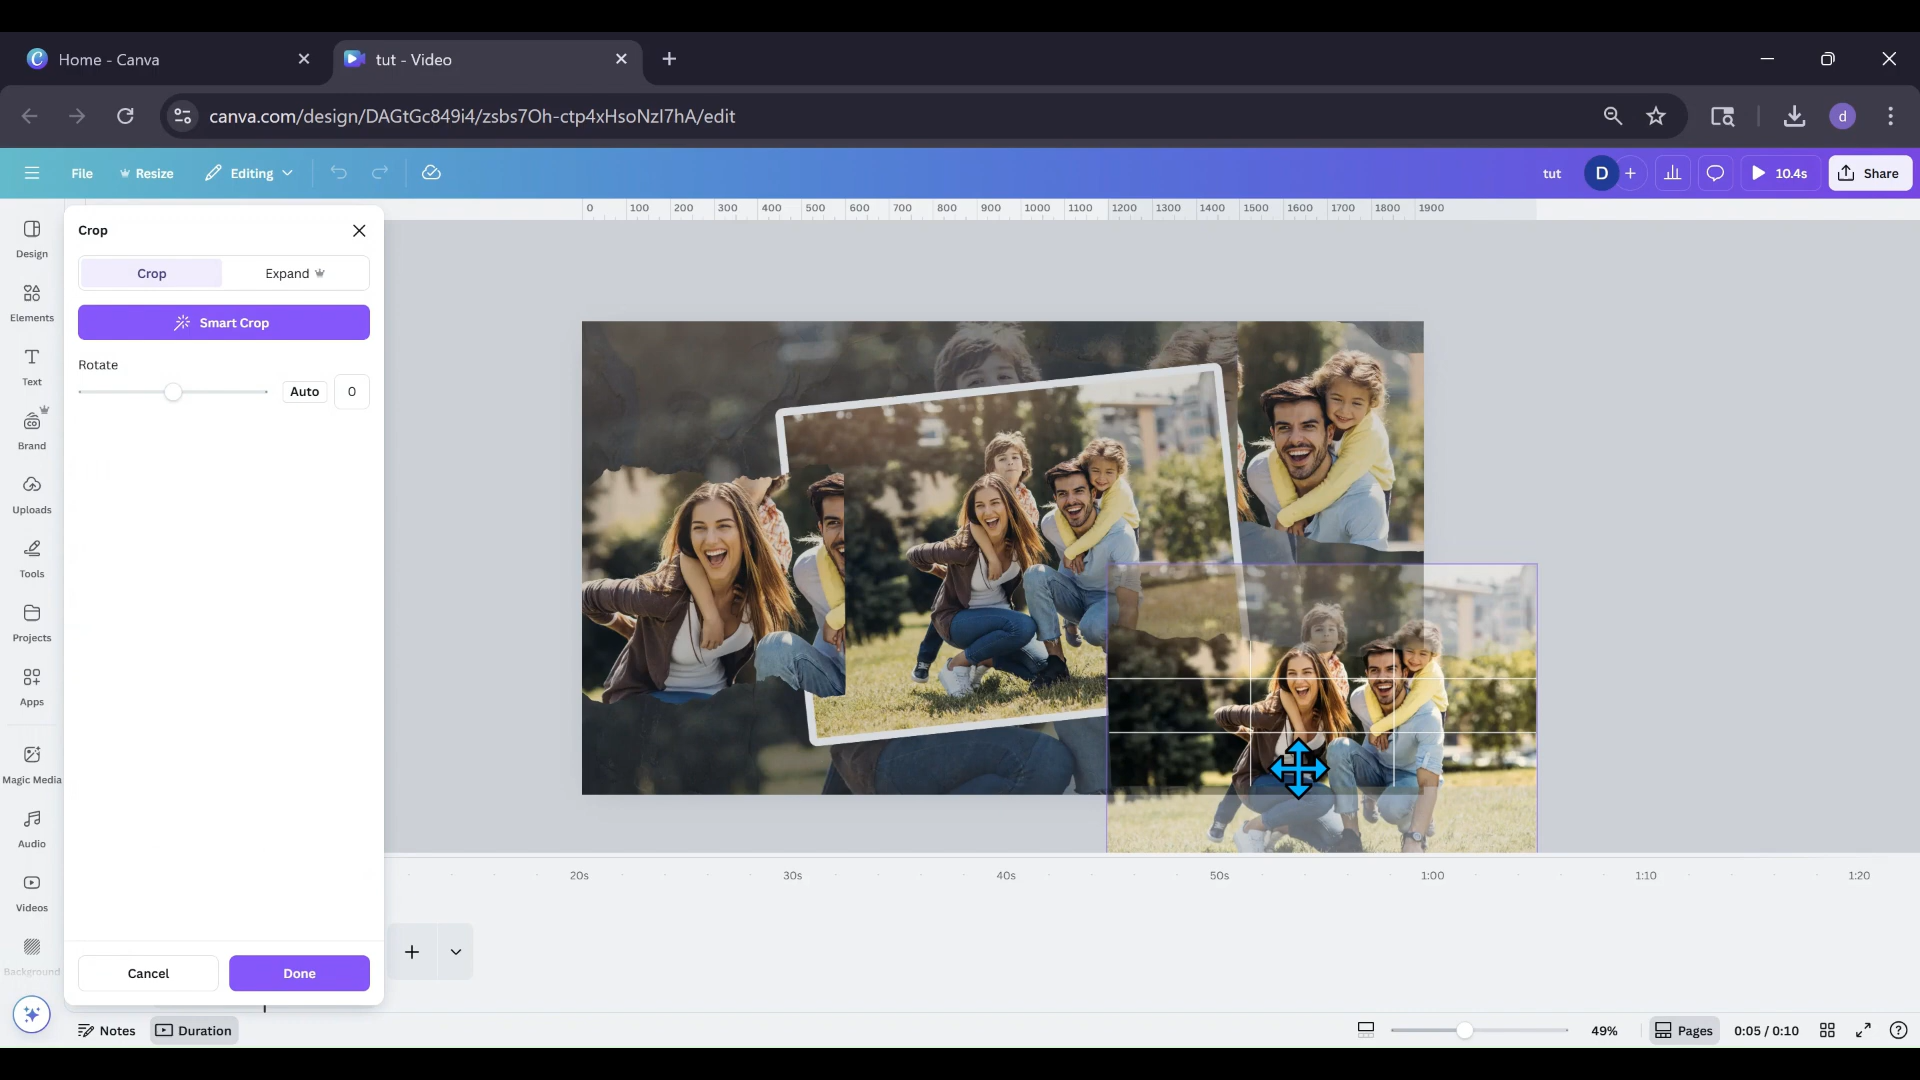 Home - Canva
tut - Video
canva.com/design/DAGtGc849i4/zsbs7Oh-ctp4xHsoNzI7hA/edit
d
File
Resize
Editing
tut
D
10.4s
Share
0 100 200 300 400 500 600 700 800 900 1000 1100 1200 1300 1400 1500 1600 1700 1800 1900
Design
Elements
Text
Brand
Uploads
Tools
Projects
Apps
Magic Media
Audio
Videos
Background
Crop
Crop
Expand
Smart Crop
Rotate
Auto
0
Cancel
Done
20s 30s 40s 50s 1:00 1:10 1:20
Notes
Duration
49%
Pages
0:05 / 0:10